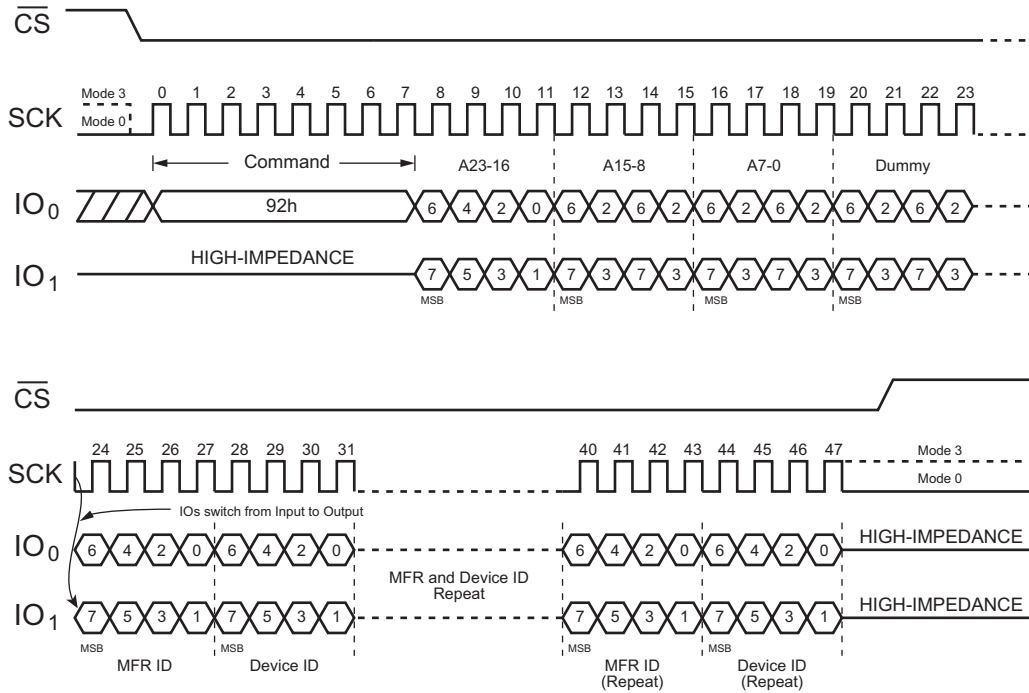 CS
Mode 3
0 1 2 3 4 5 6 7 8 9 10 11 12 13 14 15 16 17 18 19 20 21 22 23
SCK
Mode 0
Command
A23-16
A15-8
A7-0
Dummy
IO0
92h
6 4 2 0 6 2 6 2 6 2 6 2 6 2 6 2
HIGH-IMPEDANCE
IO1
7 5 3 1 7 3 7 3 7 3 7 3 7 3 7 3
MSB MSB MSB MSB
CS
24 25 26 27 28 29 30 31 40 41 42 43 44 45 46 47
Mode 3
SCK
Mode 0
IOs switch from Input to Output
IO0
6 4 2 0 6 4 2 0 6 4 2 0 6 4 2 0
HIGH-IMPEDANCE
MFR and Device ID
Repeat
IO1
7 5 3 1 7 5 3 1 7 5 3 1 7 5 3 1
HIGH-IMPEDANCE
MSB MSB MSB MSB
MFR ID
Device ID
MFR ID
(Repeat)
Device ID
(Repeat)